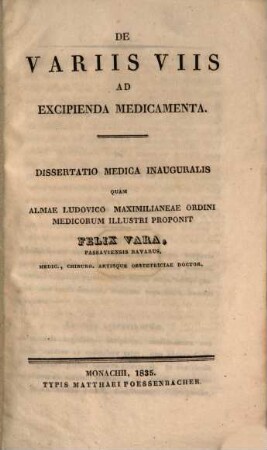 DE
VARIIS VIIS
AD
EXCIPIENDA MEDICAMENTA.
DISSERTATIO MEDICA INAUGURALIS
QUAM
ALMAE LUDOVICO MAXIMILIANEAE ORDINI
MEDICORUM ILLUSTRI PROPONIT
FELIX VARA,
PASSAVIENSIS BAVARUS,
MEDIC., CHIRURG. ARTISQUE OBSTETRICIAE DOCTOR.
MONACHII, 1835.
TYPIS MATTHAEI POESSENBACHER.